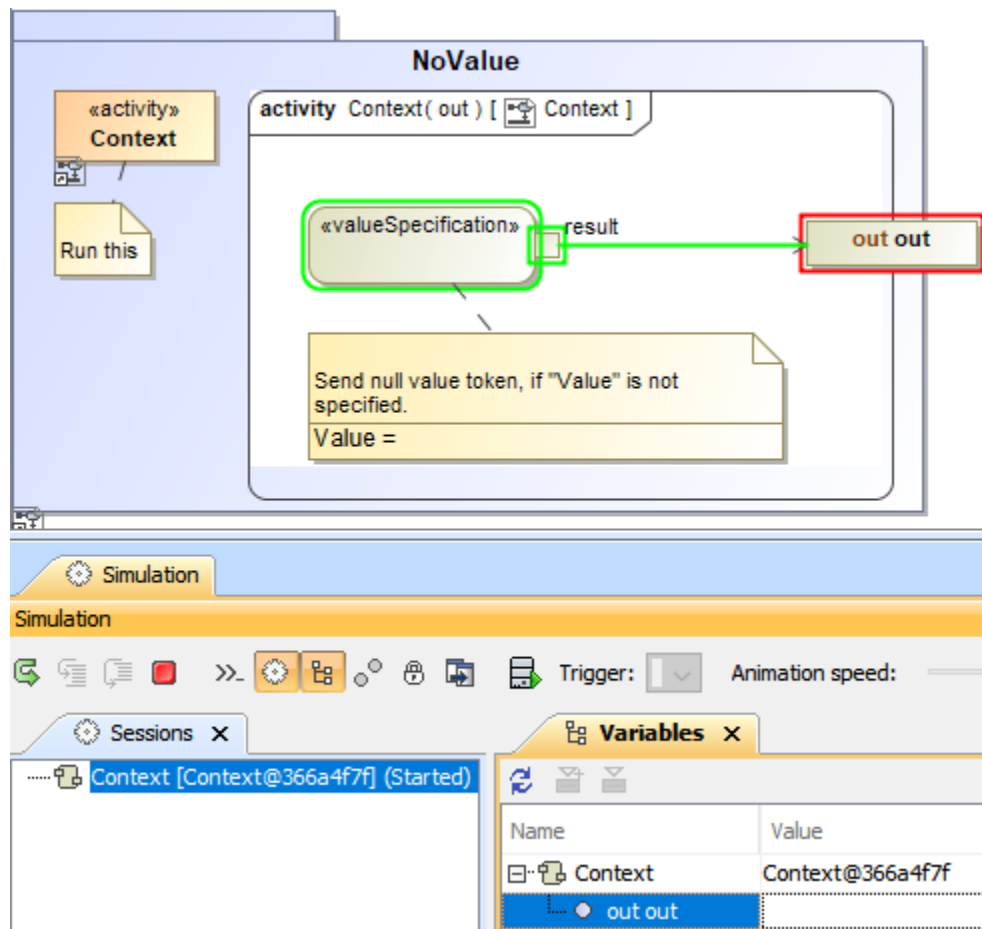 NoValue
«activity»
Context
activity Context( out ) [ Context ]
Run this
«valueSpecification»
result
out out
Send null value token, if "Value" is not
specified.
Value =
Simulation
Simulation
Trigger:
Animation speed:
Sessions
Variables
Context [Context@366a4f7f] (Started)
Name Value
Context Context@366a4f7f
out out